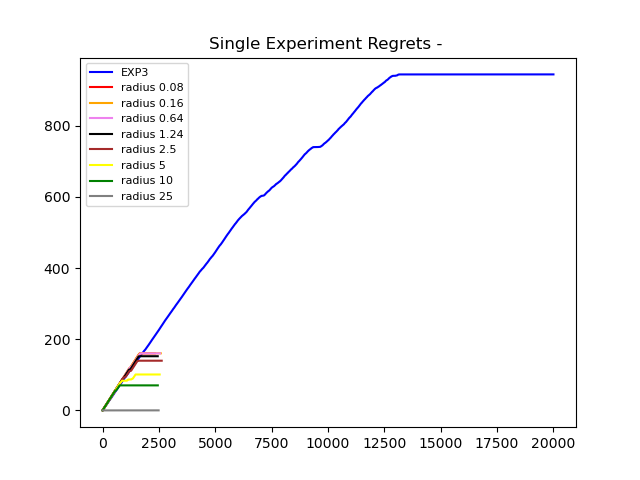 Single Experiment Regrets -
EXP3
radius 0.08
radius 0.16
radius 0.64
radius 1.24
radius 2.5
radius 5
radius 10
radius 25
800
600
400
200
0
0 2500 5000 7500 10000 12500 15000 17500 20000